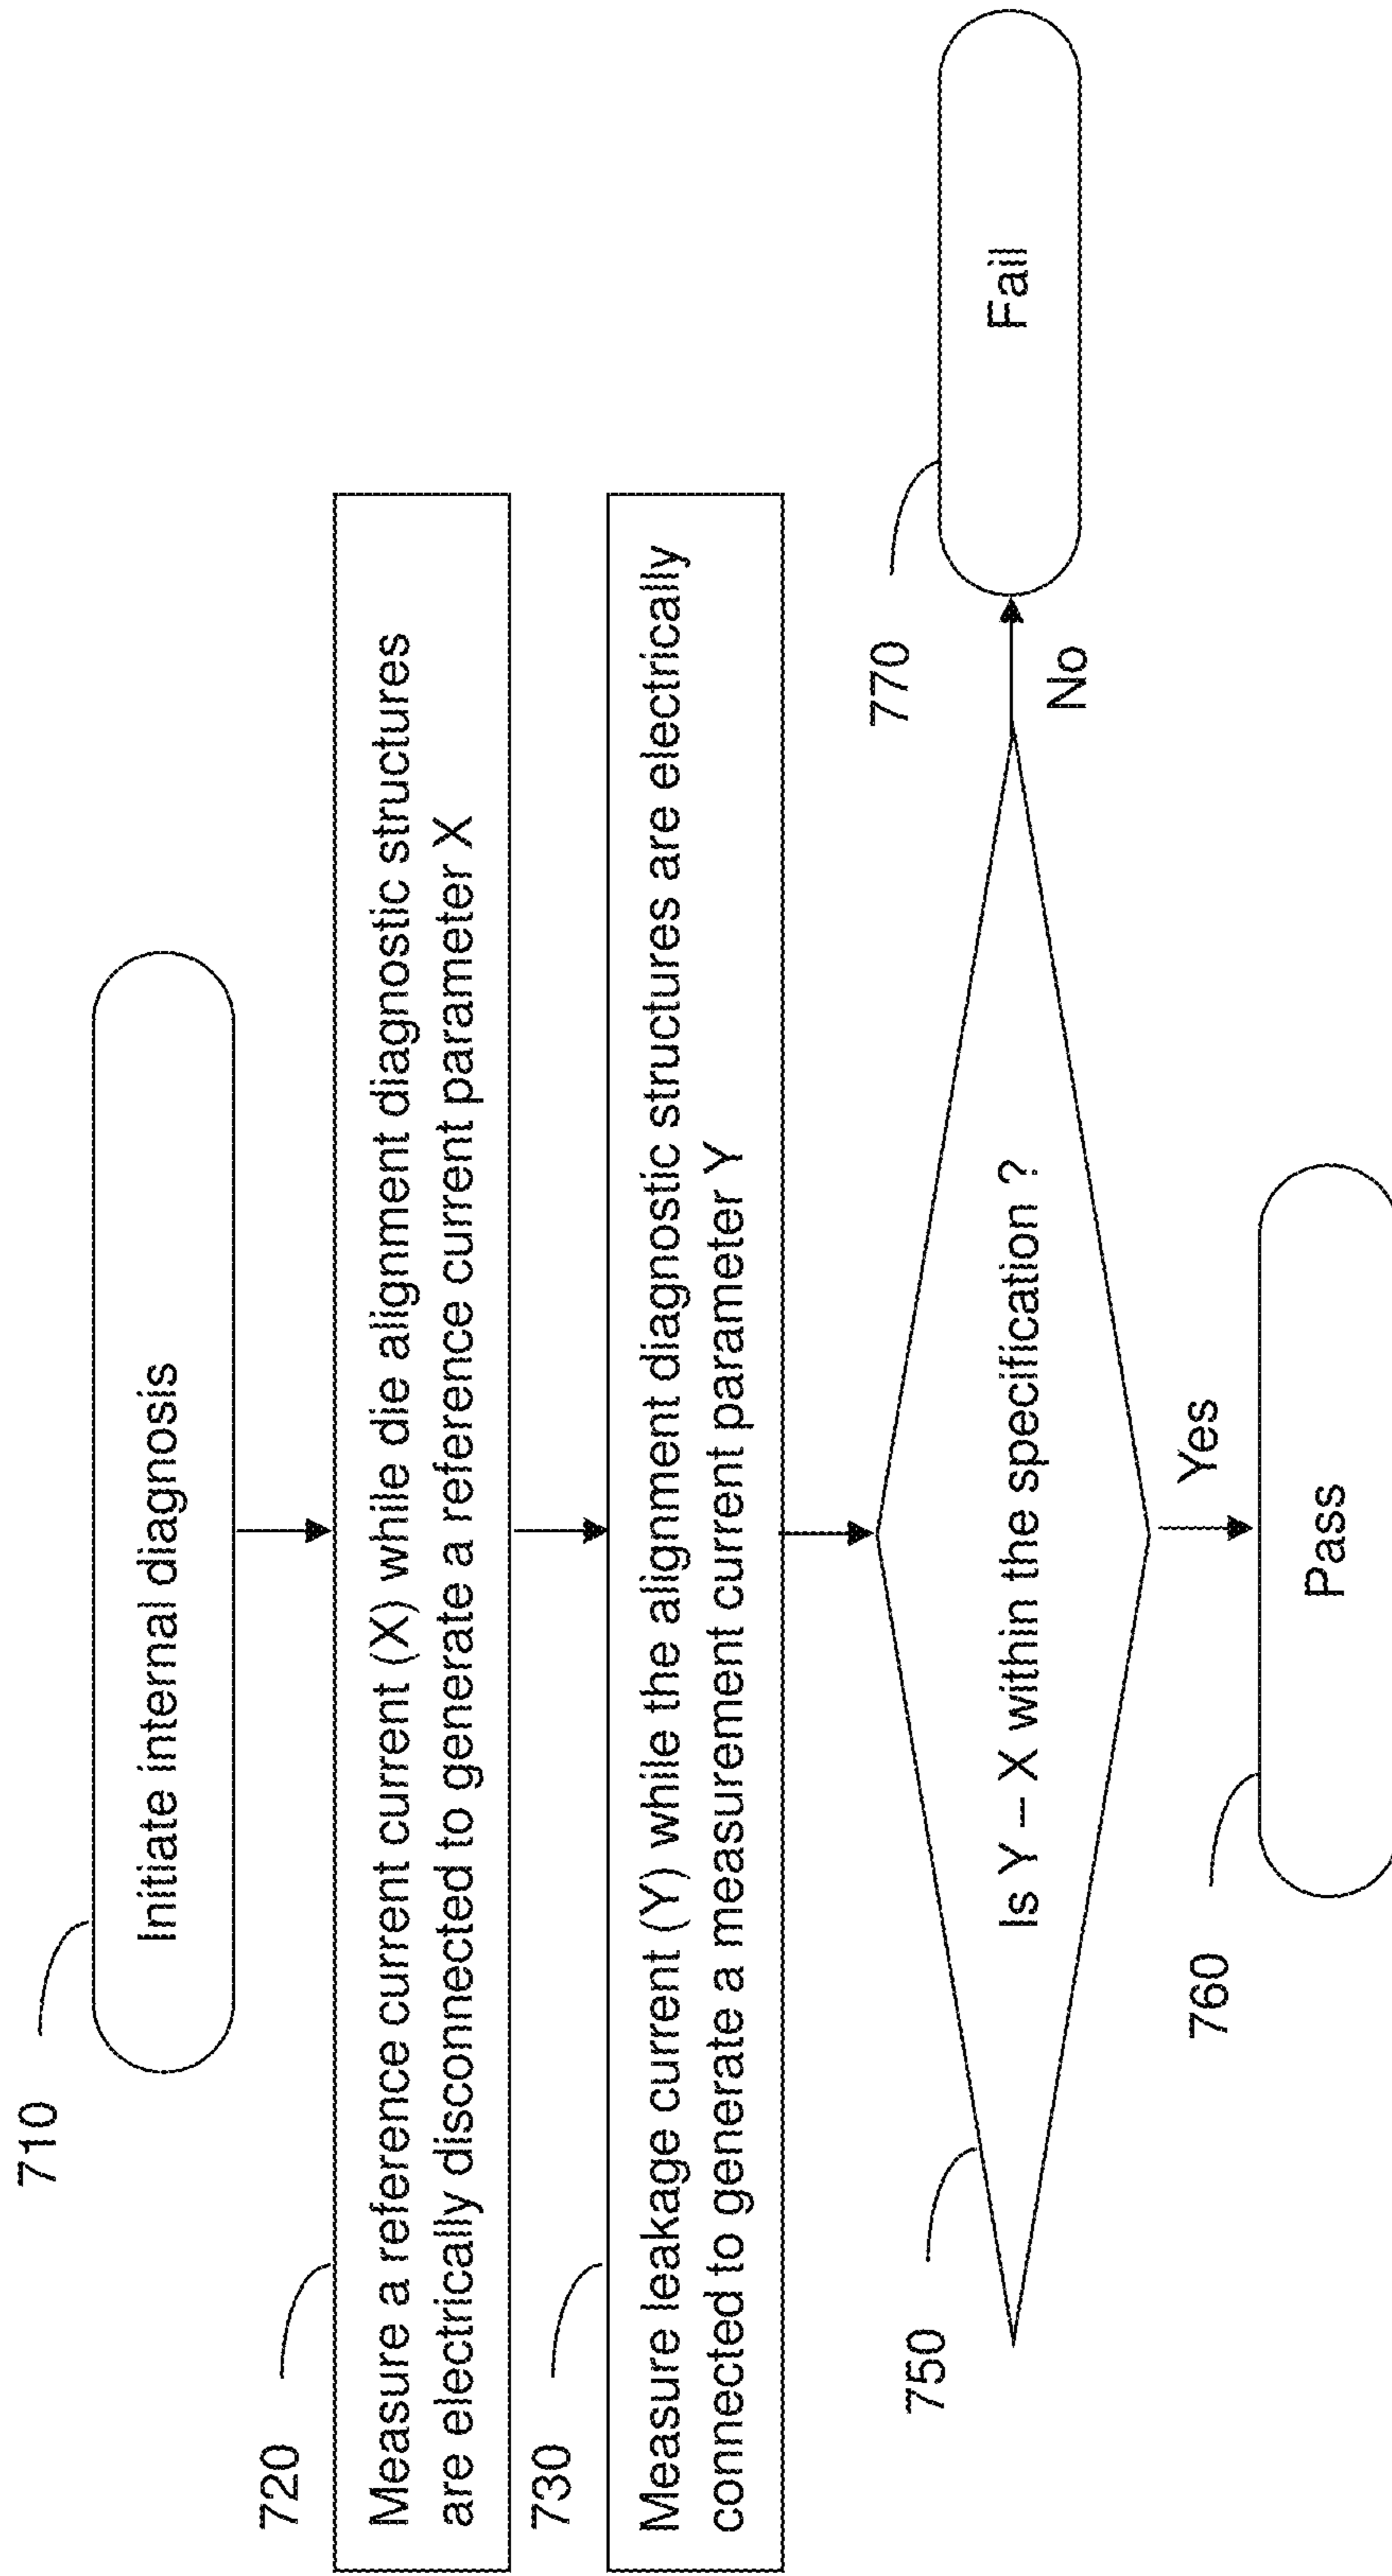 710
Initiate internal diagnosis
720
Measure a reference current current (X) while die alignment diagnostic structures
are electrically disconnected to generate a reference current parameter X
730
Measure leakage current (Y) while the alignment diagnostic structures are electrically
connected to generate a measurement current parameter Y
750
Is Y – X within the specification ?
No
770
Fail
Yes
760
Pass